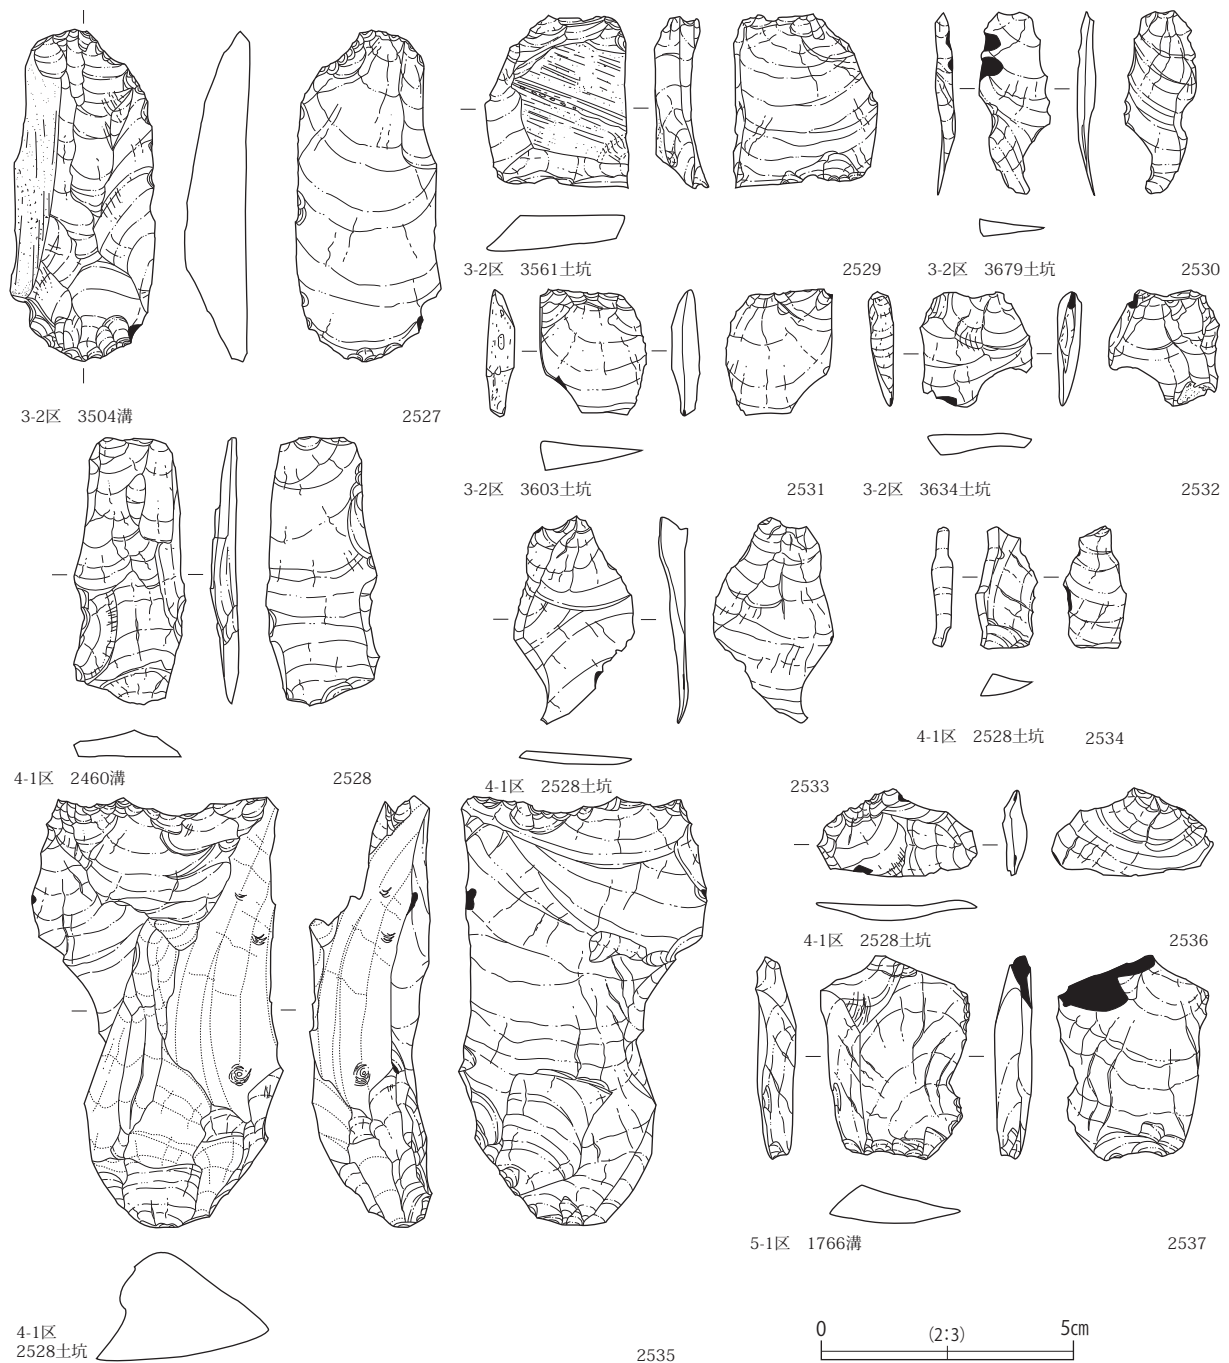 3-2区 3561土坑 2529
3-2区 3679土坑 2530
3-2区 3504溝 2527
3-2区 3603土坑 2531
3-2区 3634土坑 2532
4-1区 2528土坑 2534
4-1区 2460溝 2528
4-1区 2528土坑 2533
4-1区 2528土坑 2536
5-1区 1766溝 2537
4-1区
2528土坑 2535
0 (2:3) 5cm